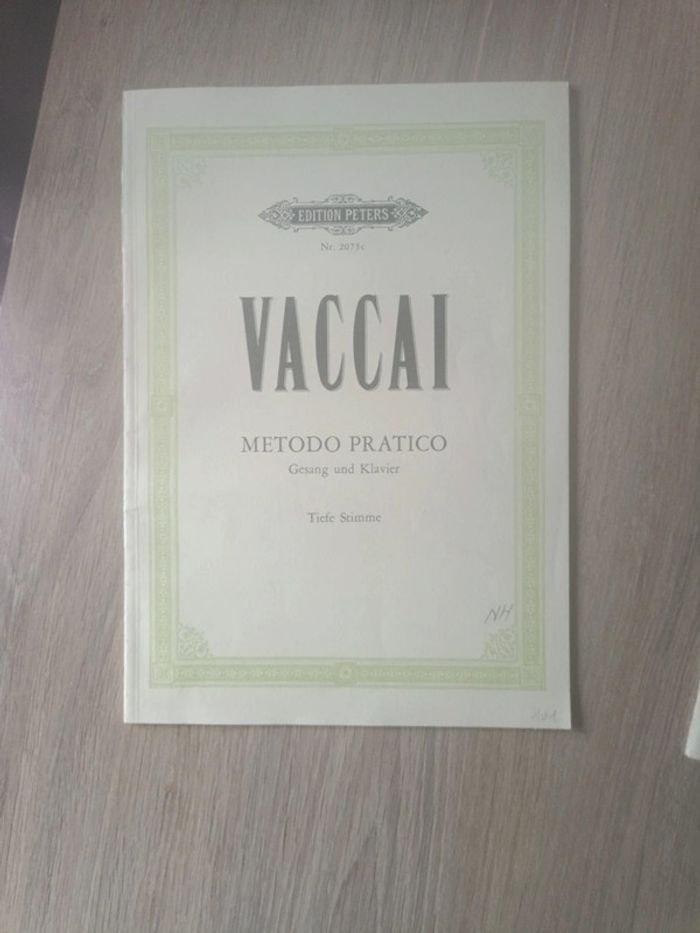 EDITION PETERS
Nr. 2073c
VACCAI
METODO PRATICO
Gesang und Klavier
Tiefe Stimme
NH